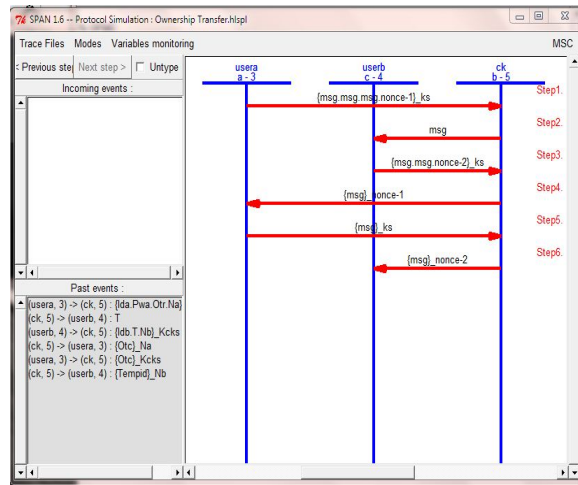 SPAN 1.6 -- Protocol Simulation : Ownership Transfer.hlspl
Trace Files Modes Variables monitoring MSC
< Previous step Next step > Untype
Incoming events :
Past events :
(usera, 3) -> (ck, 5) : {Ida.Pwa.Otr.Na}
(ck, 5) -> (userb, 4) : T
(userb, 4) -> (ck, 5) : {Idb.T.Nb}_Kcks
(ck, 5) -> (usera, 3) : {Otc}_Na
(usera, 3) -> (ck, 5) : {Otc}_Kcks
(ck, 5) -> (userb, 4) : {Tempid}_Nb
usera userb ck
a - 3 c - 4 b - 5
{msg.msg.msg.nonce-1}_ks Step1.
msg Step2.
{msg.msg.nonce-2}_ks Step3.
{msg}_nonce-1 Step4.
{msg}_ks Step5.
{msg}_nonce-2 Step6.